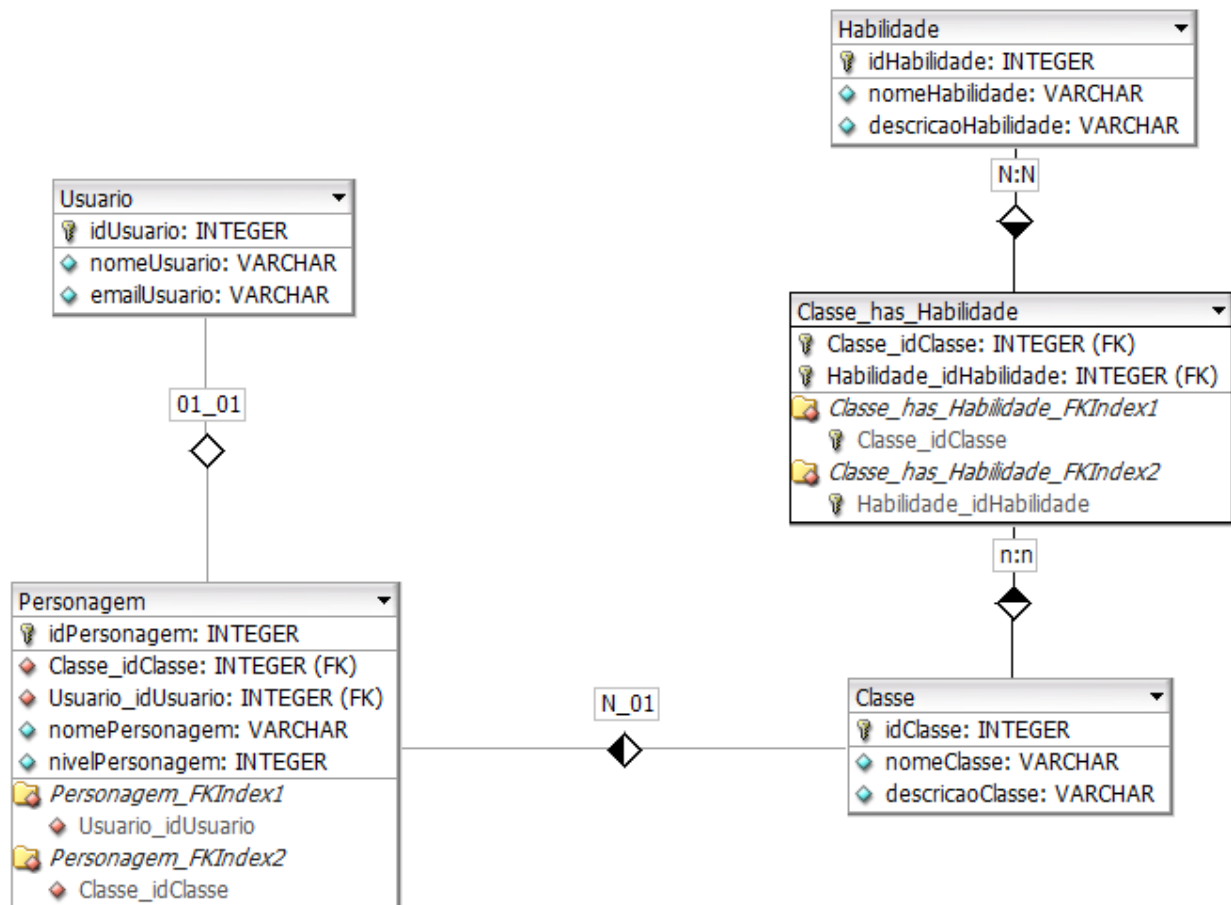 Habilidade
idHabilidade: INTEGER
nomeHabilidade: VARCHAR
descricaoHabilidade: VARCHAR
N:N
Usuario
idUsuario: INTEGER
nomeUsuario: VARCHAR
emailUsuario: VARCHAR
01_01
Classe_has_Habilidade
Classe_idClasse: INTEGER (FK)
Habilidade_idHabilidade: INTEGER (FK)
Classe_has_Habilidade_FKIndex1
Classe_idClasse
Classe_has_Habilidade_FKIndex2
Habilidade_idHabilidade
n:n
Personagem
idPersonagem: INTEGER
Classe_idClasse: INTEGER (FK)
Usuario_idUsuario: INTEGER (FK)
nomePersonagem: VARCHAR
nivelPersonagem: INTEGER
Personagem_FKIndex1
Usuario_idUsuario
Personagem_FKIndex2
Classe_idClasse
N_01
Classe
idClasse: INTEGER
nomeClasse: VARCHAR
descricaoClasse: VARCHAR